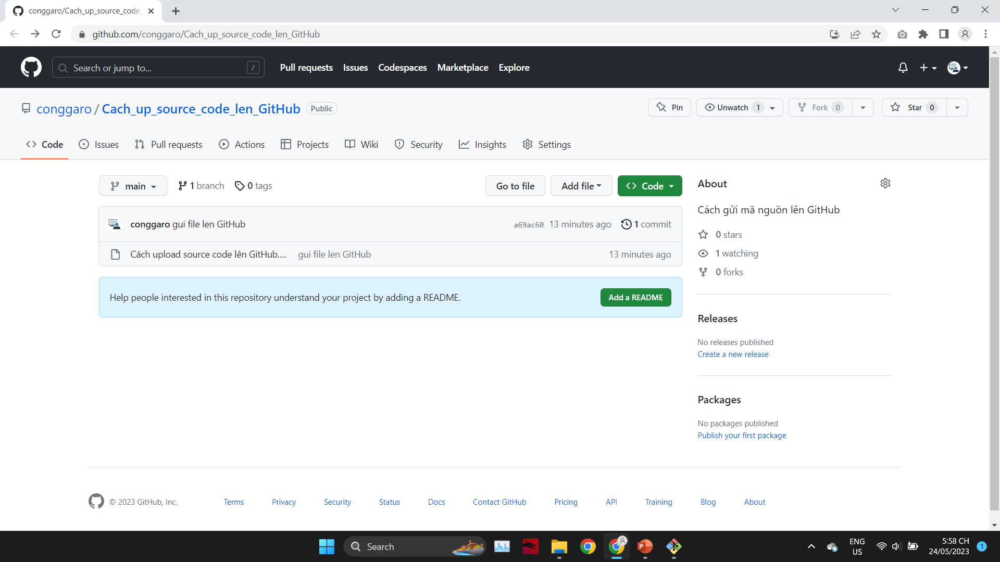 conggaro/Cach_up_source_code_
github.com/conggaro/Cach_up_source_code_len_GitHub
Search or jump to... /
Pull requests Issues Codespaces Marketplace Explore
conggaro / Cach_up_source_code_len_GitHub Public
Pin Unwatch 1 Fork 0 Star 0
Code Issues Pull requests Actions Projects Wiki Security Insights Settings
main 1 branch 0 tags Go to file Add file Code
conggaro gui file len GitHub a69ac60 13 minutes ago 1 commit
Cách upload source code lên GitHub.... gui file len GitHub 13 minutes ago
Help people interested in this repository understand your project by adding a README. Add a README
About
Cách gửi mã nguồn lên GitHub
0 stars
1 watching
0 forks
Releases
No releases published
Create a new release
Packages
No packages published
Publish your first package
© 2023 GitHub, Inc. Terms Privacy Security Status Docs Contact GitHub Pricing API Training Blog About
Search
ENG
US
5:58 CH
24/05/2023
1